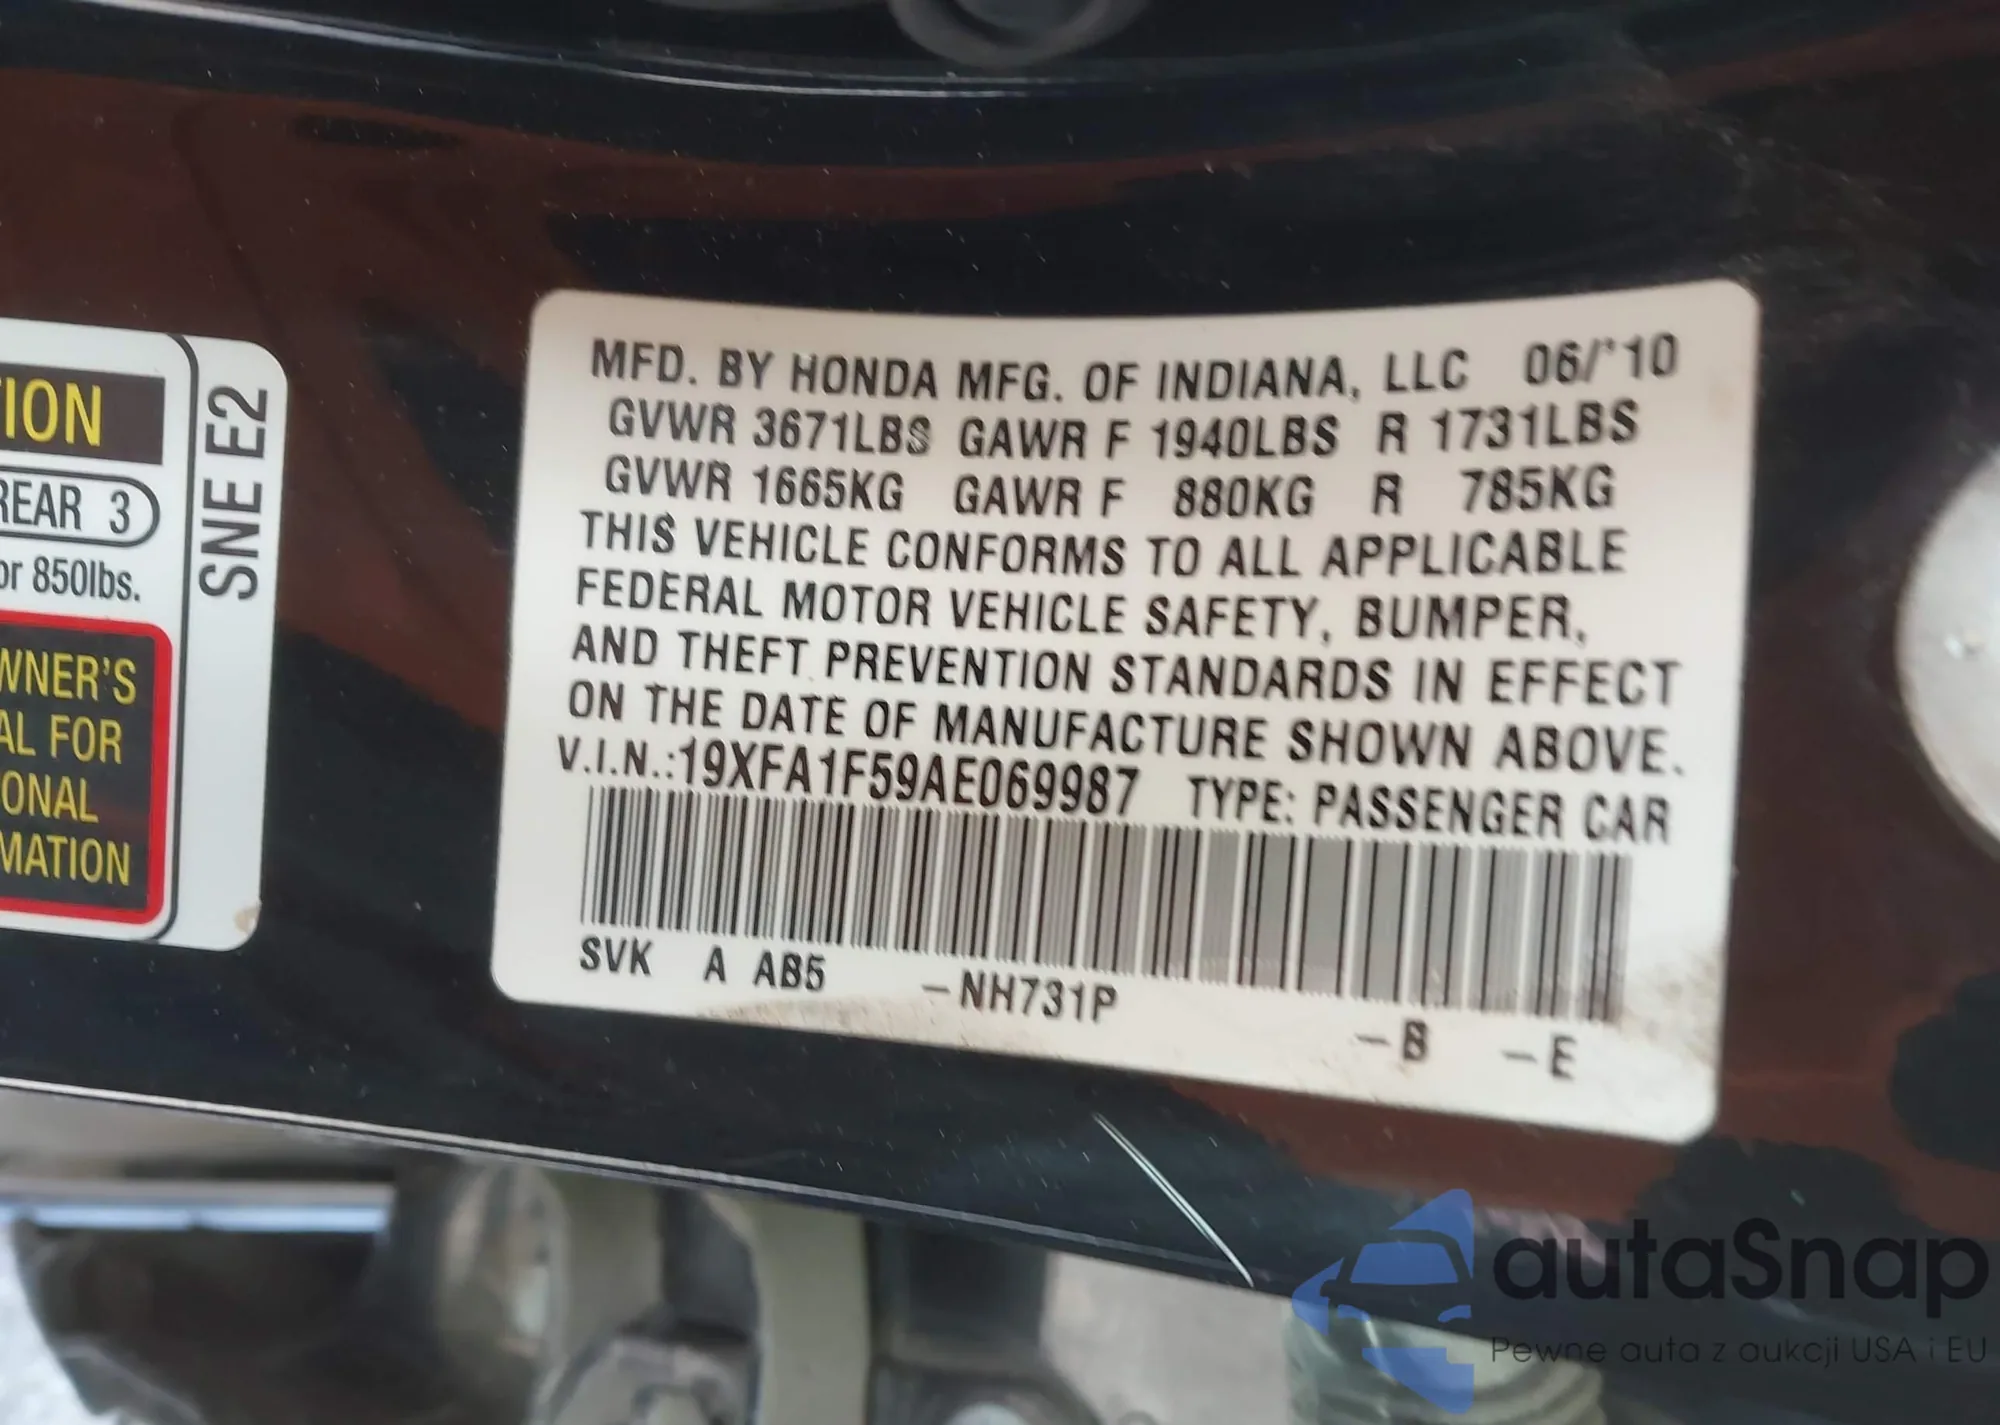 ION
REAR 3
or 850lbs.
WNER'S
AL FOR
ONAL
MATION
SNE E2
MFD. BY HONDA MFG. OF INDIANA, LLC 06/'10
GVWR 3671LBS GAWR F 1940LBS R 1731LBS
GVWR 1665KG GAWR F 880KG R 785KG
THIS VEHICLE CONFORMS TO ALL APPLICABLE
FEDERAL MOTOR VEHICLE SAFETY, BUMPER,
AND THEFT PREVENTION STANDARDS IN EFFECT
ON THE DATE OF MANUFACTURE SHOWN ABOVE.
V.I.N.:19XFA1F59AE069987 TYPE: PASSENGER CAR
SVK A AB5 -NH731P -B -E
autaSnap
Pewne auta z aukcji USA i EU